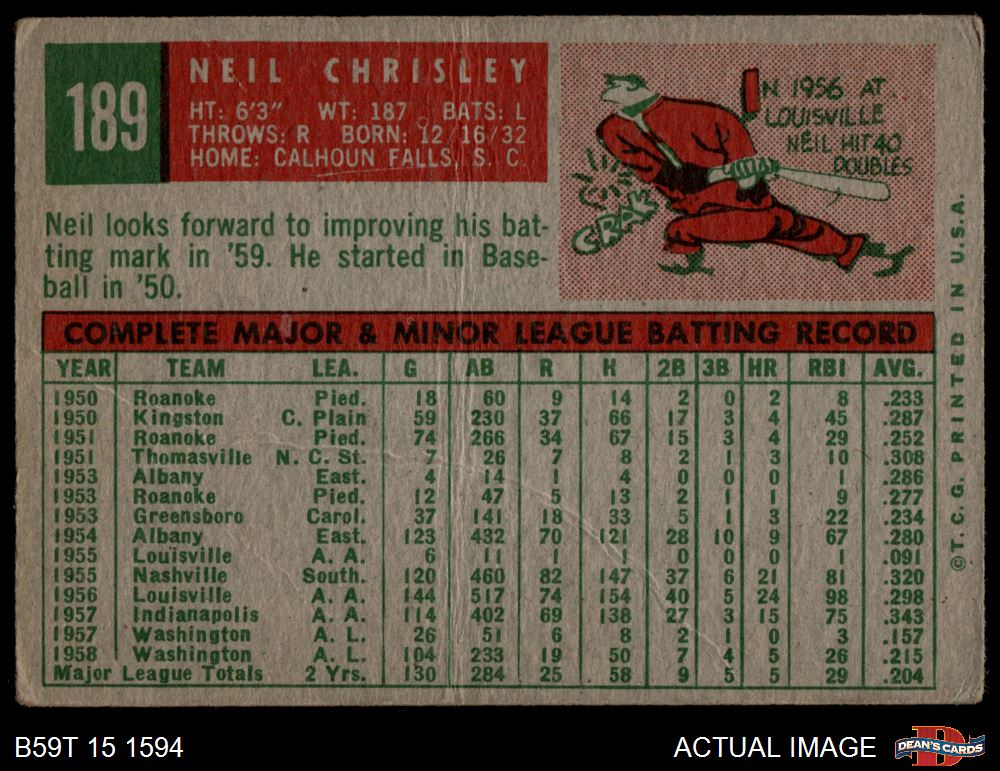 189
NEIL CHRISLEY
HT: 6'3" WT: 187 BATS: L
THROWS: R BORN: 12/16/32
HOME: CALHOUN FALLS, S. C.
IN 1956 AT
LOUISVILLE
NEIL HIT 40
DOUBLES
CRAK
Neil looks forward to improving his bat-
ting mark in '59. He started in Base-
ball in '50.
COMPLETE MAJOR & MINOR LEAGUE BATTING RECORD
YEAR TEAM LEA. G AB R H 2B 3B HR RBI AVG.
1950 Roanoke Pied. 18 60 9 14 2 0 2 8 .233
1950 Kingston C. Plain 59 230 37 66 17 3 4 45 .287
1951 Roanoke Pied. 74 266 34 67 15 3 4 29 .252
1951 Thomasville N. C. St. 7 26 7 8 2 1 3 10 .308
1953 Albany East. 4 14 1 4 0 0 0 1 .286
1953 Roanoke Pied. 12 47 5 13 2 1 1 9 .277
1953 Greensboro Carol. 37 141 18 33 5 1 3 22 .234
1954 Albany East. 123 432 70 121 28 10 9 67 .280
1955 Louisville A. A. 6 11 1 1 0 0 0 1 .091
1955 Nashville South. 120 460 82 147 37 6 21 81 .320
1956 Louisville A. A. 144 517 74 154 40 5 24 98 .298
1957 Indianapolis A. A. 114 402 69 138 27 3 15 75 .343
1957 Washington A. L. 26 51 6 8 2 1 0 3 .157
1958 Washington A. L. 104 233 19 50 7 4 5 26 .215
Major League Totals 2 Yrs. 130 284 25 58 9 5 5 29 .204
©T. C. G. PRINTED IN U.S.A.
B59T 15 1594
ACTUAL IMAGE
DEAN'S CARDS